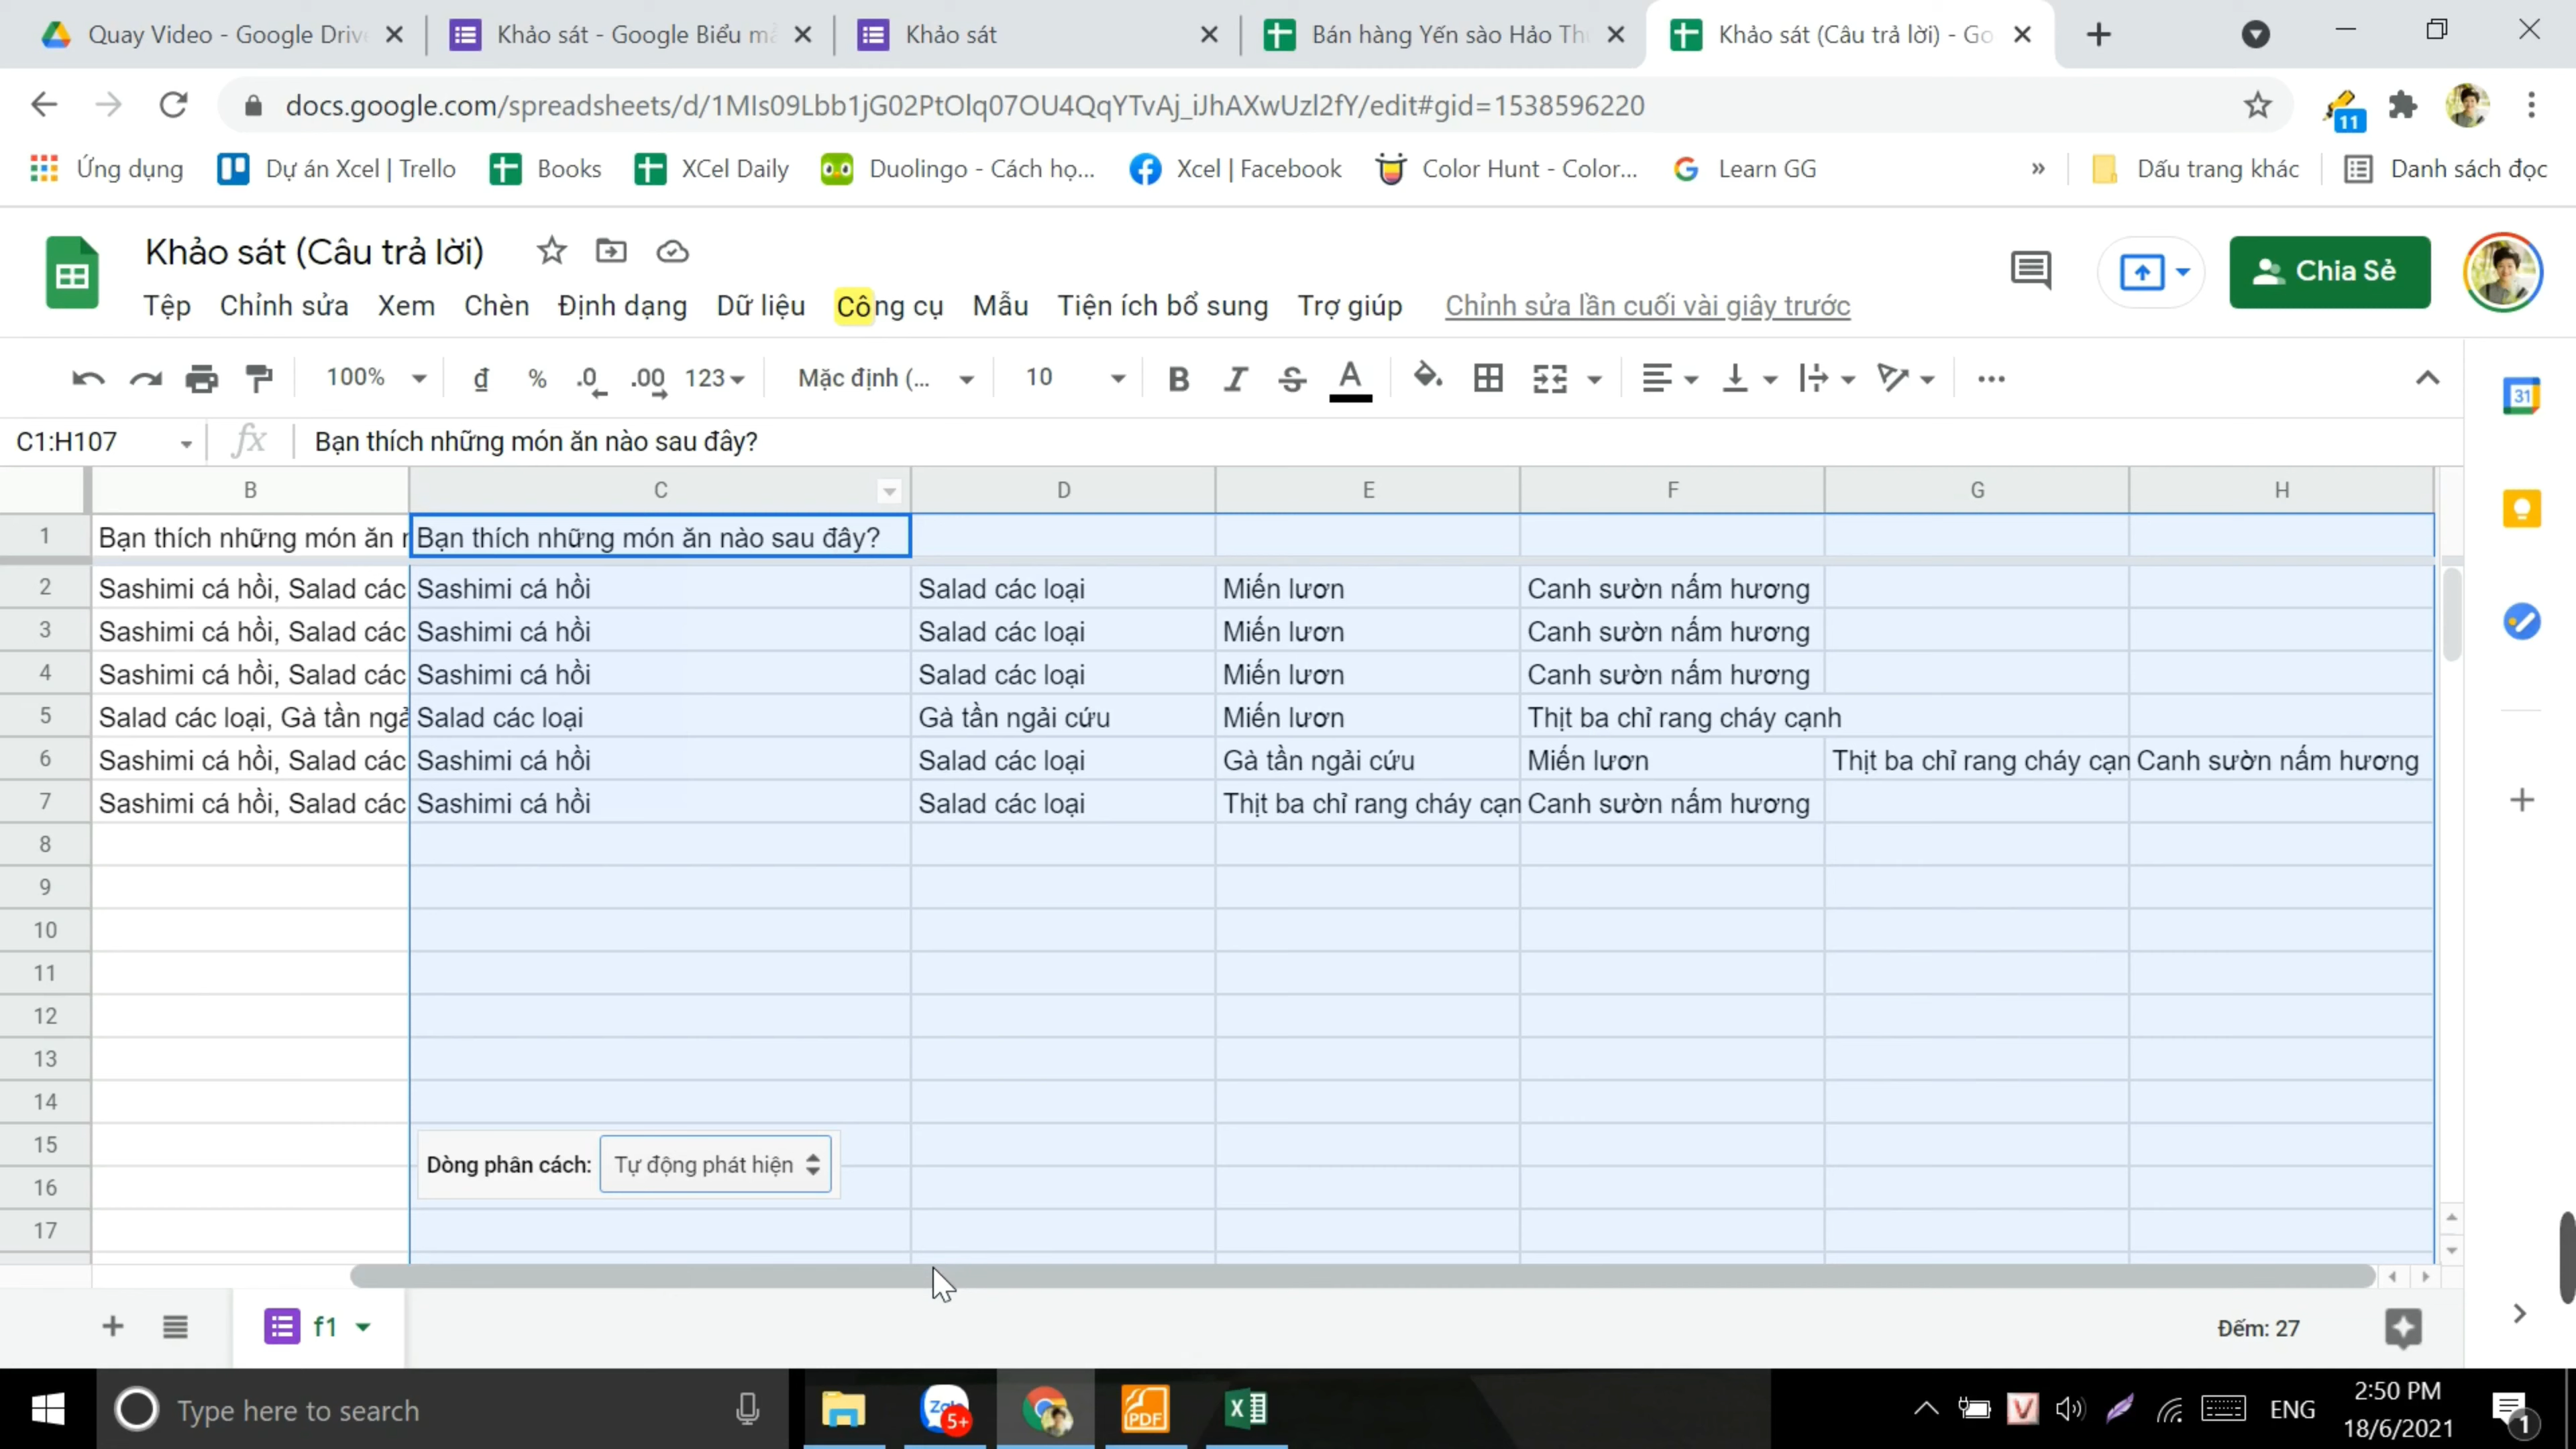 Quay Video - Google Driv
Khảo sát - Google Biểu mẫ
Khảo sát
Bán hàng Yến sào Hảo Th
Khảo sát (Câu trả lời) - Go
docs.google.com/spreadsheets/d/1MIs09Lbb1jG02PtOlq07OU4QqYTvAj_iJhAXwUzl2fY/edit#gid=1538596220
11
Ứng dụng
Dự án Xcel | Trello
Books
XCel Daily
Duolingo - Cách họ...
Xcel | Facebook
Color Hunt - Color...
Learn GG
»
Dấu trang khác
Danh sách đọc
Khảo sát (Câu trả lời)
Chia Sẻ
Tệp Chỉnh sửa Xem Chèn Định dạng Dữ liệu Công cụ Mẫu Tiện ích bổ sung Trợ giúp Chỉnh sửa lần cuối vài giây trước
100% ₫ % .0 .00 123 Mặc định (... 10 B I S A
31
C1:H107 fx Bạn thích những món ăn nào sau đây?
B C D E F G H
1 Bạn thích những món ăn Bạn thích những món ăn nào sau đây?
2 Sashimi cá hồi, Salad các Sashimi cá hồi Salad các loại Miến lươn Canh sườn nấm hương
3 Sashimi cá hồi, Salad các Sashimi cá hồi Salad các loại Miến lươn Canh sườn nấm hương
4 Sashimi cá hồi, Salad các Sashimi cá hồi Salad các loại Miến lươn Canh sườn nấm hương
5 Salad các loại, Gà tần ngả Salad các loại Gà tần ngải cứu Miến lươn Thịt ba chỉ rang cháy cạnh
6 Sashimi cá hồi, Salad các Sashimi cá hồi Salad các loại Gà tần ngải cứu Miến lươn Thịt ba chỉ rang cháy cạn Canh sườn nấm hương
7 Sashimi cá hồi, Salad các Sashimi cá hồi Salad các loại Thịt ba chỉ rang cháy cạn Canh sườn nấm hương
8
9
10
11
12
13
14
15
Dòng phân cách: Tự động phát hiện
16
17
f1
Đếm: 27
Type here to search
Zalo
5+
PDF
X
V
ENG
2:50 PM
18/6/2021
1